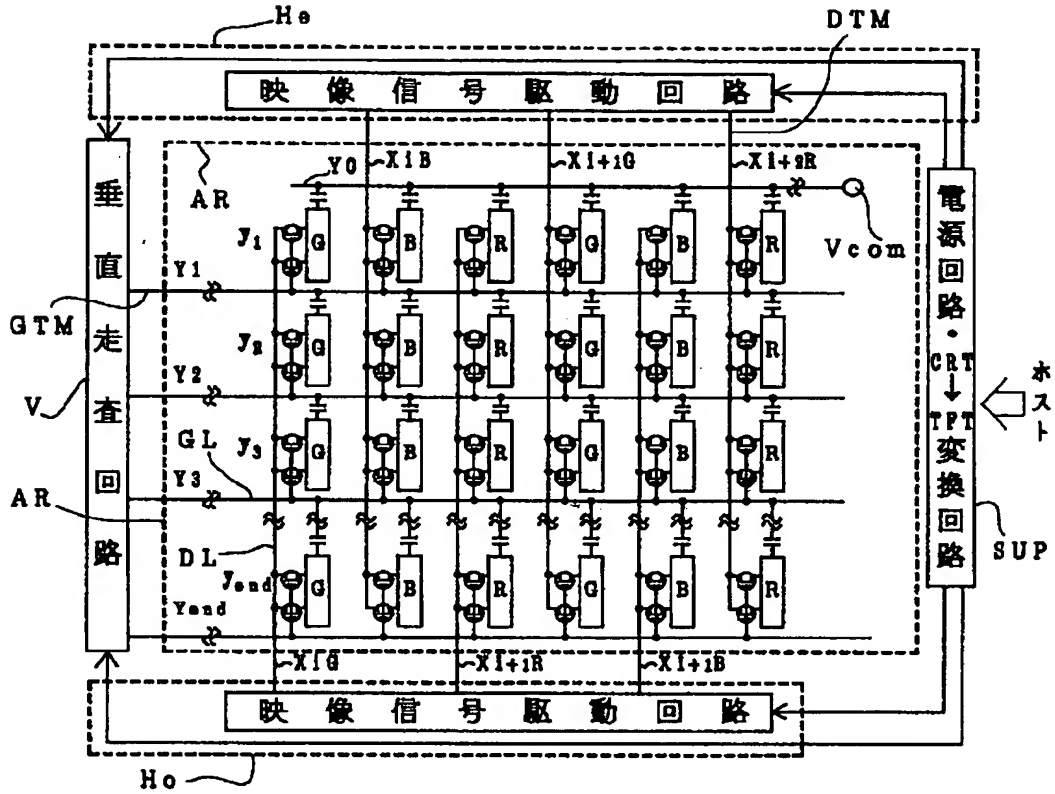 He
DTM
映像信号駆動回路
XiB
Xi+1G
Xi+2R
Y0
AR
Vcom
y1
G
B
R
G
B
R
Y1
GTM
y2
G
B
R
G
B
R
Y2
V
垂直走査回路
GL
y3
G
B
R
G
B
R
Y3
AR
DL
yend
G
B
R
G
B
R
Yend
XiG
Xi+1R
Xi+1B
映像信号駆動回路
Ho
電源回路・CRT→TFT変換回路
ホスト
SUP